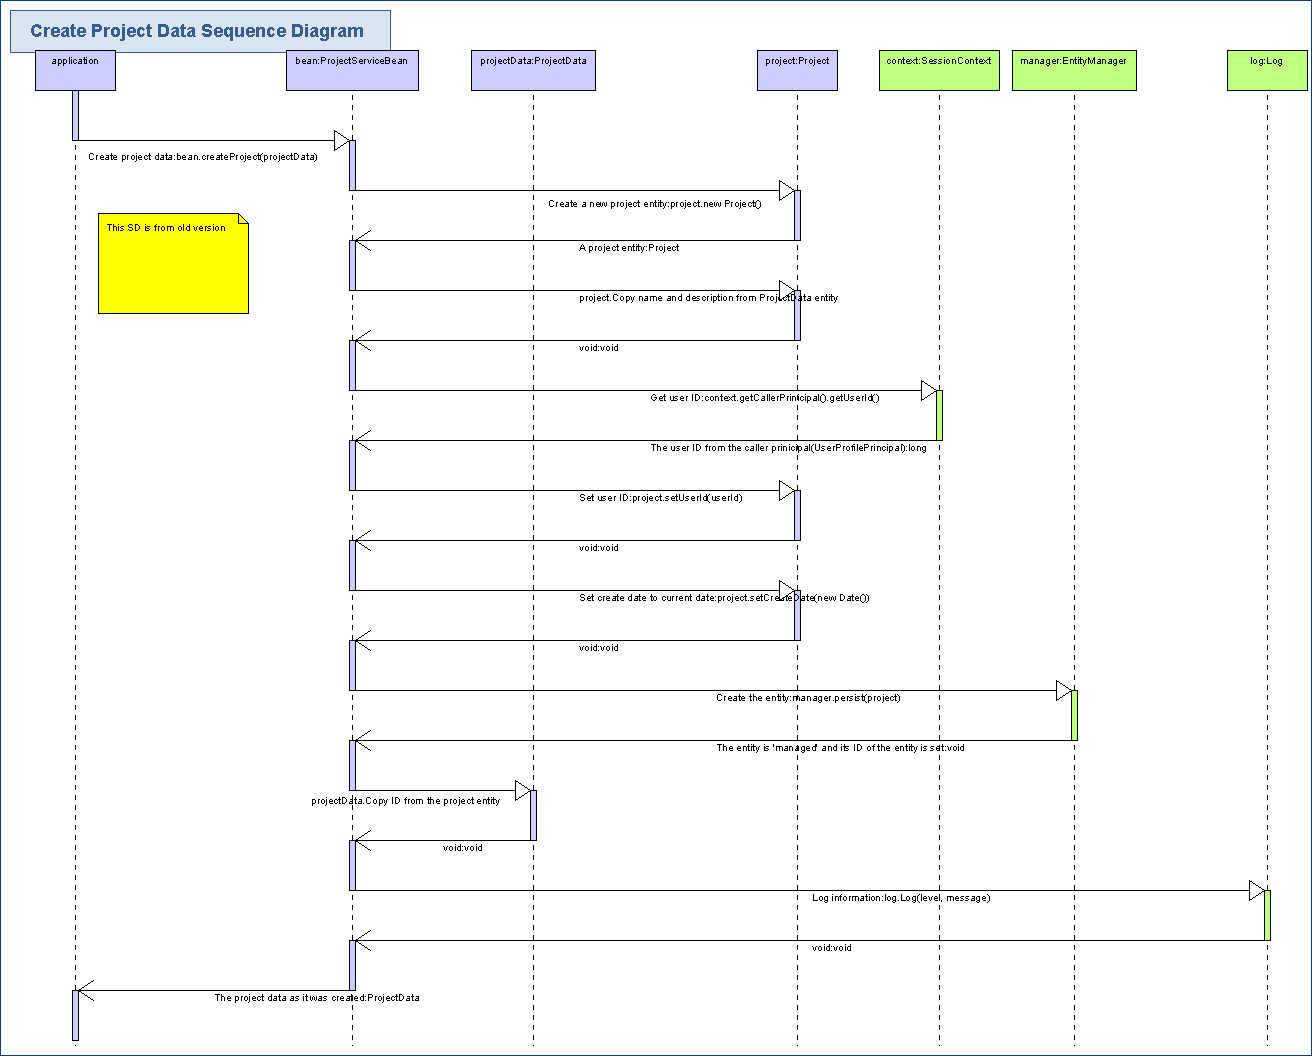 Create Project Data Sequence Diagram
application
bean:ProjectServiceBean
projectData:ProjectData
project:Project
context:SessionContext
manager:EntityManager
log:Log
Create project data:bean.createProject(projectData)
Create a new project entity:project.new Project()
This SD is from old version
A project entity:Project
project.Copy name and description from ProjectData entity
void:void
Get user ID:context.getCallerPrinicipal().getUserId()
The user ID from the caller prinicipal(UserProfilePrincipal):long
Set user ID:project.setUserId(userId)
void:void
Set create date to current date:project.setCreateDate(new Date())
void:void
Create the entity:manager.persist(project)
The entity is 'managed' and its ID of the entity is set:void
projectData.Copy ID from the project entity
void:void
Log information:log.Log(level, message)
void:void
The project data as it was created:ProjectData